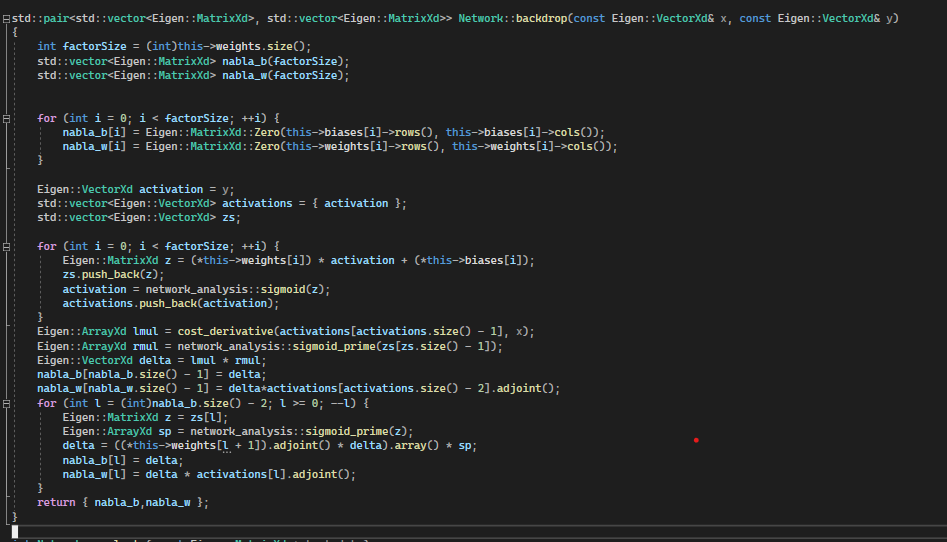 std::pair<std::vector<Eigen::MatrixXd>, std::vector<Eigen::MatrixXd>> Network::backdrop(const Eigen::VectorXd& x, const Eigen::VectorXd& y)
{
    int factorSize = (int)this->weights.size();
    std::vector<Eigen::MatrixXd> nabla_b(factorSize);
    std::vector<Eigen::MatrixXd> nabla_w(factorSize);
    for (int i = 0; i < factorSize; ++i) {
        nabla_b[i] = Eigen::MatrixXd::Zero(this->biases[i]->rows(), this->biases[i]->cols());
        nabla_w[i] = Eigen::MatrixXd::Zero(this->weights[i]->rows(), this->weights[i]->cols());
    }
    Eigen::VectorXd activation = y;
    std::vector<Eigen::VectorXd> activations = { activation };
    std::vector<Eigen::VectorXd> zs;
    for (int i = 0; i < factorSize; ++i) {
        Eigen::MatrixXd z = (*this->weights[i]) * activation + (*this->biases[i]);
        zs.push_back(z);
        activation = network_analysis::sigmoid(z);
        activations.push_back(activation);
    }
    Eigen::ArrayXd lmul = cost_derivative(activations[activations.size() - 1], x);
    Eigen::ArrayXd rmul = network_analysis::sigmoid_prime(zs[zs.size() - 1]);
    Eigen::VectorXd delta = lmul * rmul;
    nabla_b[nabla_b.size() - 1] = delta;
    nabla_w[nabla_w.size() - 1] = delta*activations[activations.size() - 2].adjoint();
    for (int l = (int)nabla_b.size() - 2; l >= 0; --l) {
        Eigen::MatrixXd z = zs[l];
        Eigen::ArrayXd sp = network_analysis::sigmoid_prime(z);
        delta = ((*this->weights[l + 1]).adjoint() * delta).array() * sp;
        nabla_b[l] = delta;
        nabla_w[l] = delta * activations[l].adjoint();
    }
    return { nabla_b,nabla_w };
}